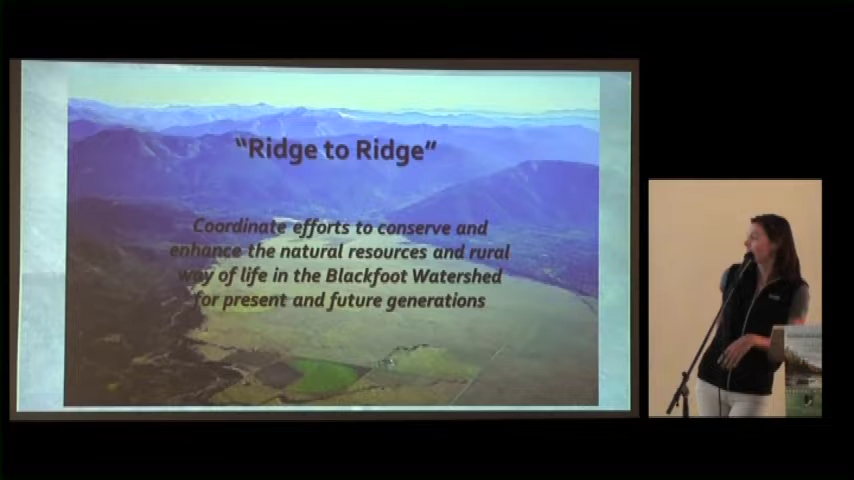 "Ridge to Ridge"
Coordinate efforts to conserve and
enhance the natural resources and rural
way of life in the Blackfoot Watershed
for present and future generations